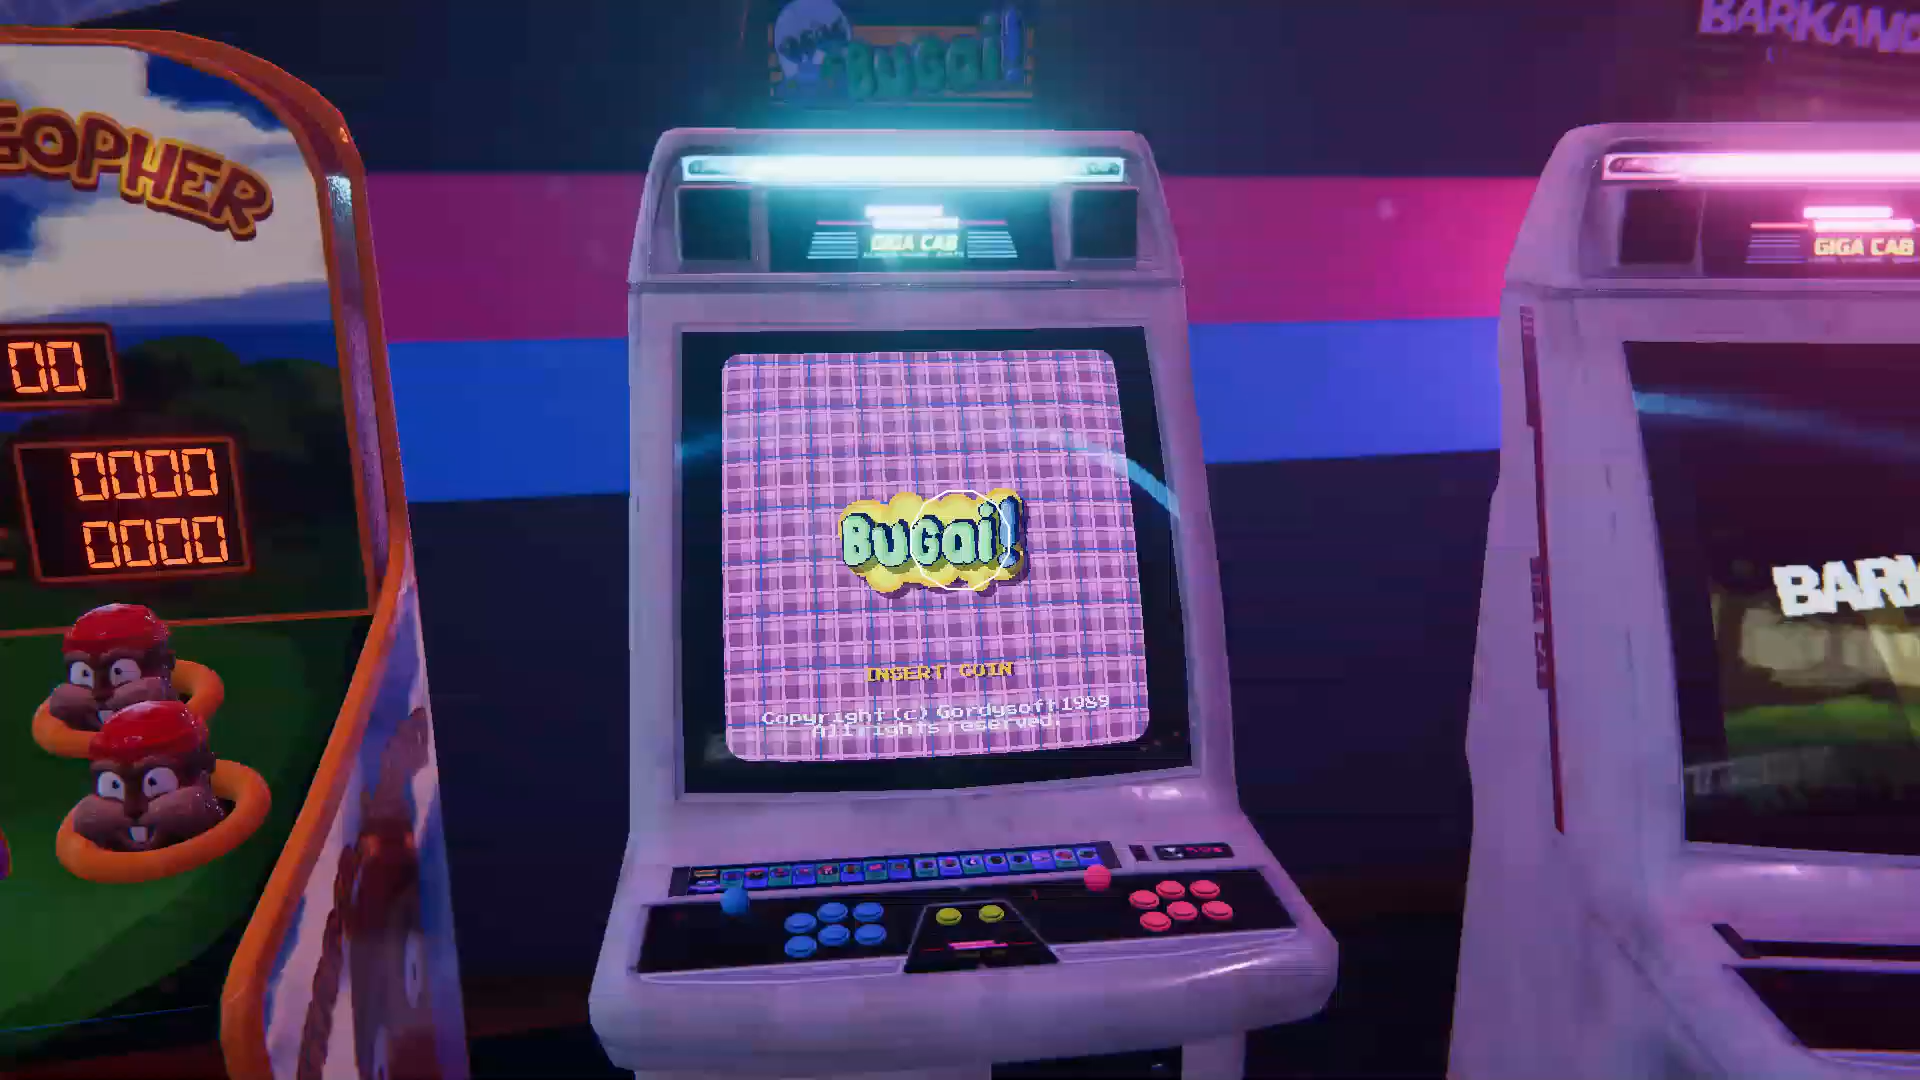 BUGAi!
BARKANO
GOPHER
GIGA CAB
GIGA CAB
00
0000
0000
BUGAi!
INSERT COIN
Copyright (c) Gordysoft 1989
All rights reserved.
BARK